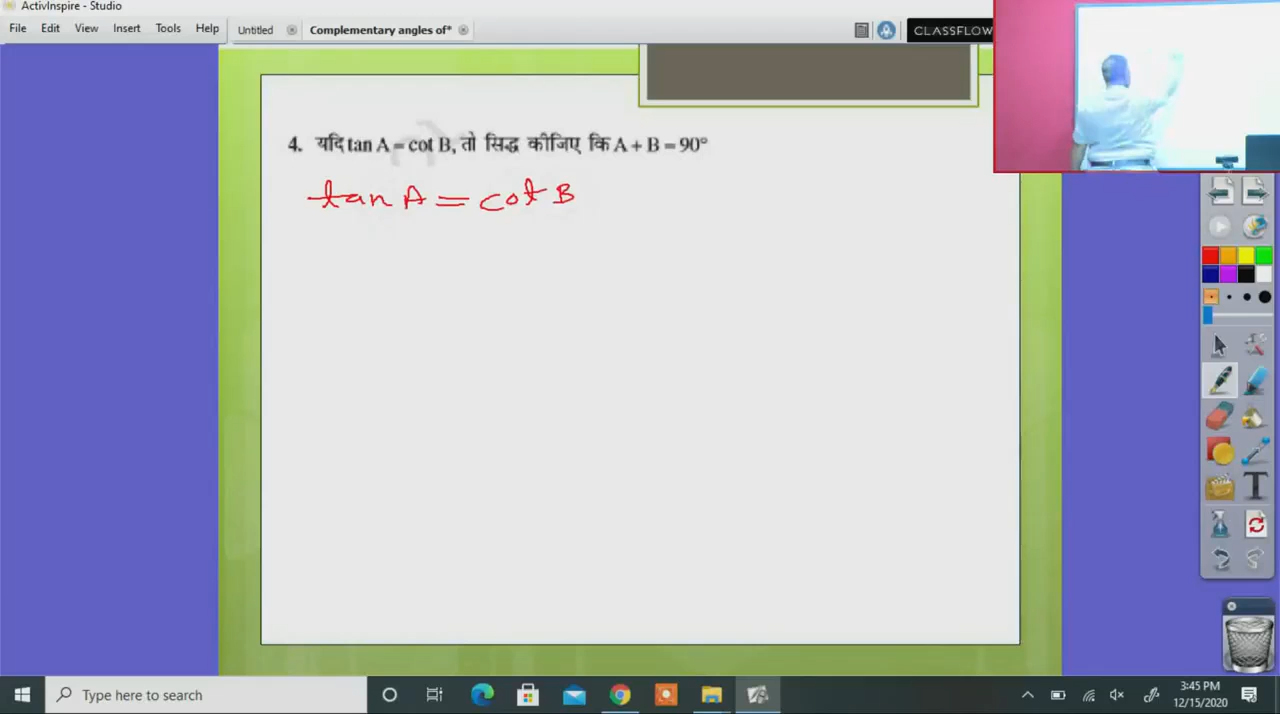 ActivInspire - Studio
File Edit View Insert Tools Help Untitled Complementary angles of* CLASSFLOW
4. यदि tan A = cot B, तो सिद्ध कीजिए कि A + B = 90°
tan A = cot B
Type here to search
3:45 PM
12/15/2020